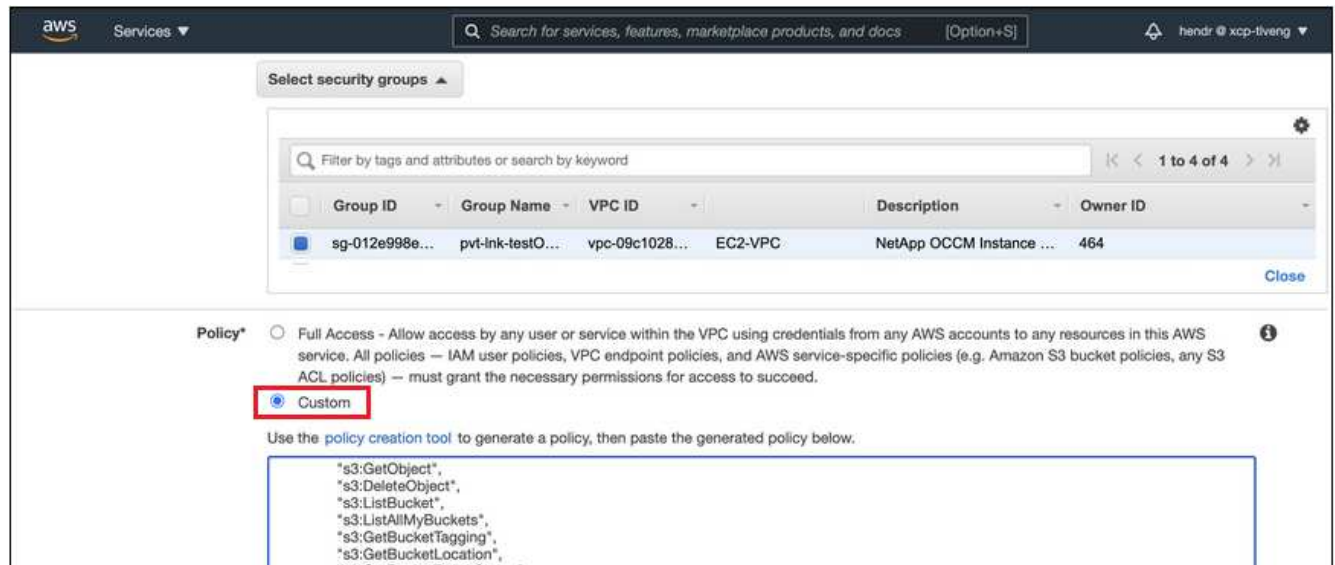 aws
Services ▼
Search for services, features, marketplace products, and docs [Option+S]
hendr @ xcp-tlveng ▼
Select security groups ▲
Filter by tags and attributes or search by keyword
1 to 4 of 4
Group ID Group Name VPC ID Description Owner ID
sg-012e998e... pvt-lnk-testO... vpc-09c1028... EC2-VPC NetApp OCCM Instance ... 464
Close
Policy*
Full Access - Allow access by any user or service within the VPC using credentials from any AWS accounts to any resources in this AWS
service. All policies — IAM user policies, VPC endpoint policies, and AWS service-specific policies (e.g. Amazon S3 bucket policies, any S3
ACL policies) — must grant the necessary permissions for access to succeed.
Custom
Use the policy creation tool to generate a policy, then paste the generated policy below.
"s3:GetObject",
"s3:DeleteObject",
"s3:ListBucket",
"s3:ListAllMyBuckets",
"s3:GetBucketTagging",
"s3:GetBucketLocation",